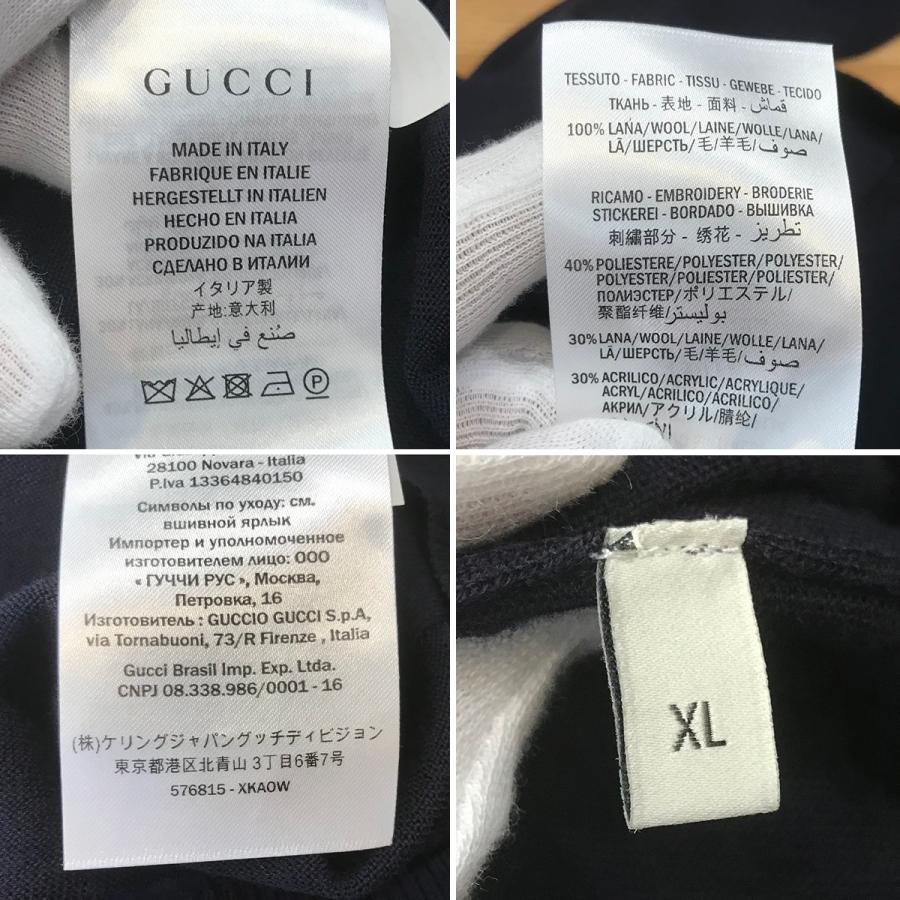 GUCCI
MADE IN ITALY
FABRIQUE EN ITALIE
HERGESTELLT IN ITALIEN
HECHO EN ITALIA
PRODUZIDO NA ITALIA
СДЕЛАНО В ИТАЛИИ
イタリア製
产地:意大利
صُنع في إيطاليا
P
TESSUTO - FABRIC - TISSU - GEWEBE - TECIDO
ТКАНЬ - 表地 - 面料 - قماش
100% LANA/WOOL/LAINE/WOLLE/LANA/
LÃ/ШЕРСТЬ/毛/羊毛/صوف
RICAMO - EMBROIDERY - BRODERIE
STICKEREI - BORDADO - ВЫШИВКА
刺繍部分 - 绣花 - تطريز
40% POLIESTERE/POLYESTER/POLYESTER/
POLYESTER/POLIESTER/POLIESTER/
ПОЛИЭСТЕР/ポリエステル/
聚酯纤维/بوليستر
30% LANA/WOOL/LAINE/WOLLE/LANA/
LÃ/ШЕРСТЬ/毛/羊毛/صوف
30% ACRILICO/ACRYLIC/ACRYLIQUE/
ACRYL/ACRILICO/ACRÍLICO/
АКРИЛ/アクリル/腈纶/
28100 Novara - Italia
P.Iva 13364840150
Символы по уходу: см.
вшивной ярлык
Импортер и уполномоченное
изготовителем лицо: ООО
« ГУЧЧИ РУС », Москва,
Петровка, 16
Изготовитель : GUCCIO GUCCI S.p.A,
via Tornabuoni, 73/R Firenze , Italia
Gucci Brasil Imp. Exp. Ltda.
CNPJ 08.338.986/0001 - 16
(株)ケリングジャパングッチディビジョン
東京都港区北青山 3丁目6番7号
576815 - XKAOW
XL